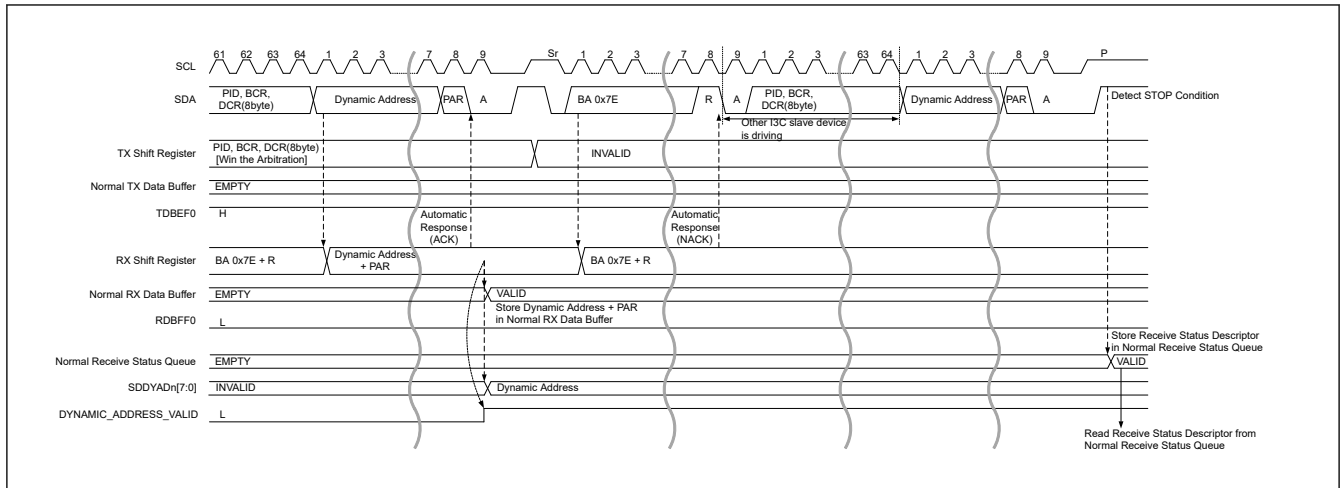 61 62 63 64 1 2 3 7 8 9 Sr 1 2 3 7 8 9 1 2 3 63 64 1 2 3 8 9 P
SCL
SDA
PID, BCR,
DCR(8byte)
Dynamic Address
PAR
A
BA 0x7E
R
A
PID, BCR,
DCR(8byte)
Dynamic Address
PAR
A
Detect STOP Condition
Other I3C slave device
is driving
TX Shift Register
PID, BCR, DCR(8byte)
[Win the Arbitration]
INVALID
Normal TX Data Buffer
EMPTY
TDBEF0
H
Automatic
Response
(ACK)
Automatic
Response
(NACK)
RX Shift Register
BA 0x7E + R
Dynamic Address
+ PAR
BA 0x7E + R
Normal RX Data Buffer
EMPTY
VALID
Store Dynamic Address + PAR
in Normal RX Data Buffer
RDBFF0
L
Store Receive Status Descriptor
in Normal Receive Status Queue
Normal Receive Status Queue
EMPTY
VALID
SDDYADn[7:0]
INVALID
Dynamic Address
DYNAMIC_ADDRESS_VALID
L
Read Receive Status Descriptor from
Normal Receive Status Queue